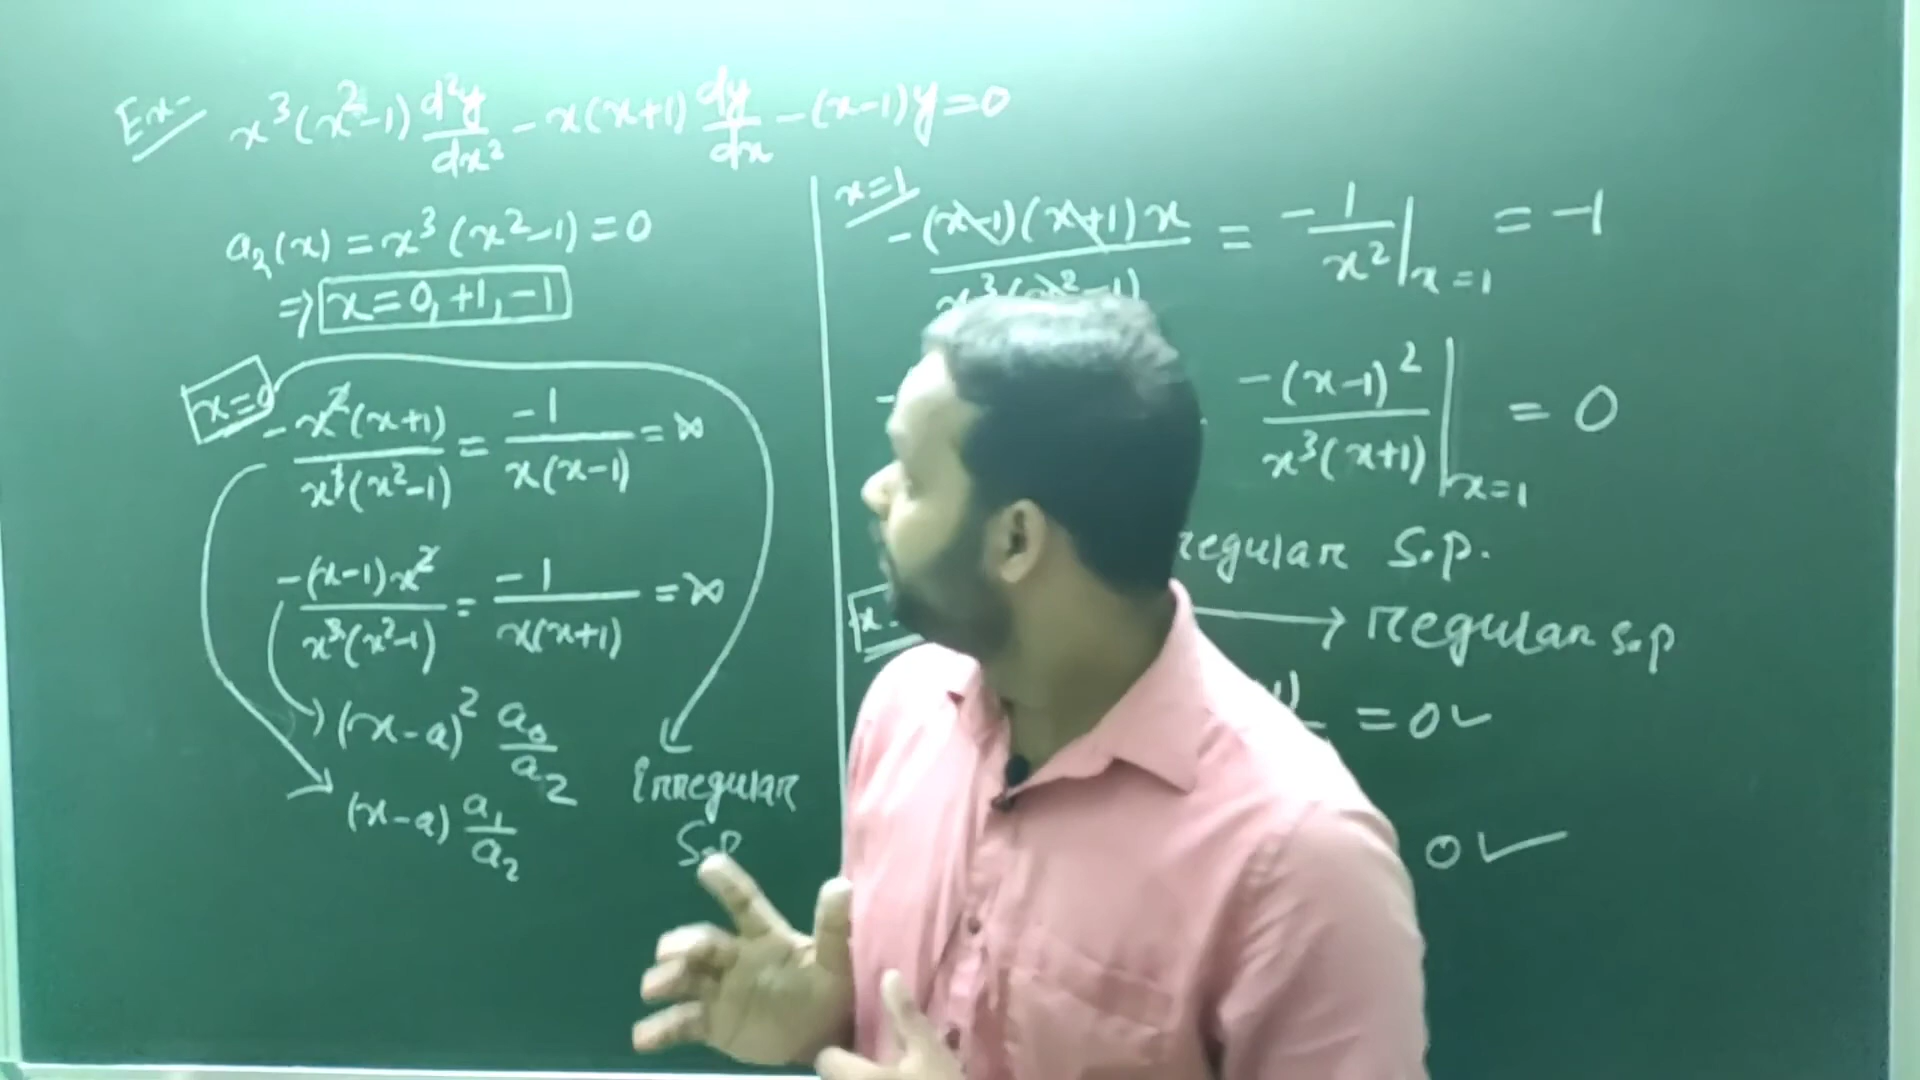 Ex- x³(x²-1) d²y/dx² - x(x+1) dy/dx - (x-1)y = 0
a₂(x) = x³(x²-1) = 0
⇒ x = 0, +1, -1
x=0
- x²(x+1) / x³(x²-1) = -1 / x(x-1) = ∞
-(x-1)x² / x³(x²-1) = -1 / x(x+1) = ∞
(x-a)² a₀/a₂
(x-a) a₁/a₂
Irregular
S.P
x=1
-(x-1)(x+1)x / x³(x²-1) = -1/x² |x=1 = -1
-(x-1)² / x³(x+1) |x=1 = 0
regular S.P.
regular S.P
= 0 ✓
0 ✓